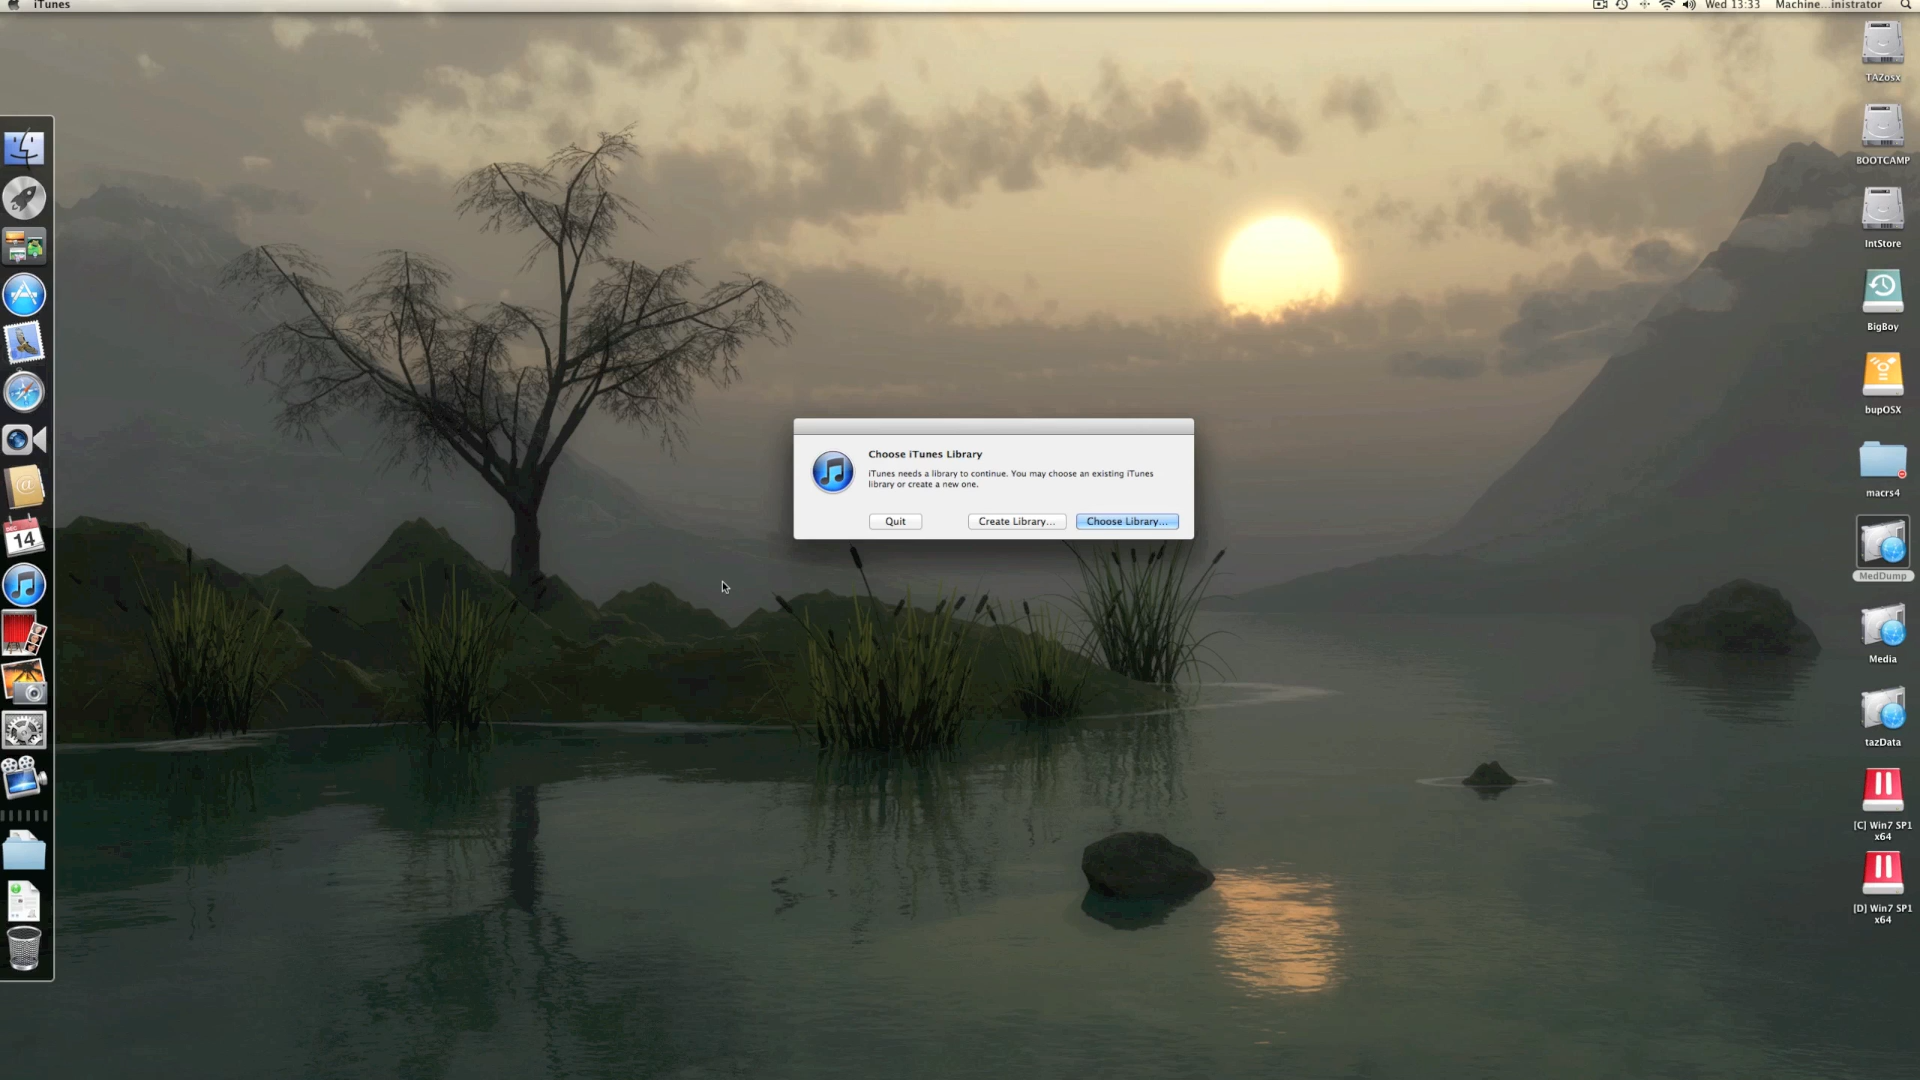 iTunes
Wed 13:33
Machine...inistrator
TAZosx
BOOTCAMP
IntStore
BigBoy
bupOSX
macrs4
MedDump
Media
tazData
[C] Win7 SP1
x64
[D] Win7 SP1
x64
DEC
14
Choose iTunes Library
iTunes needs a library to continue. You may choose an existing iTunes
library or create a new one.
Quit
Create Library...
Choose Library...